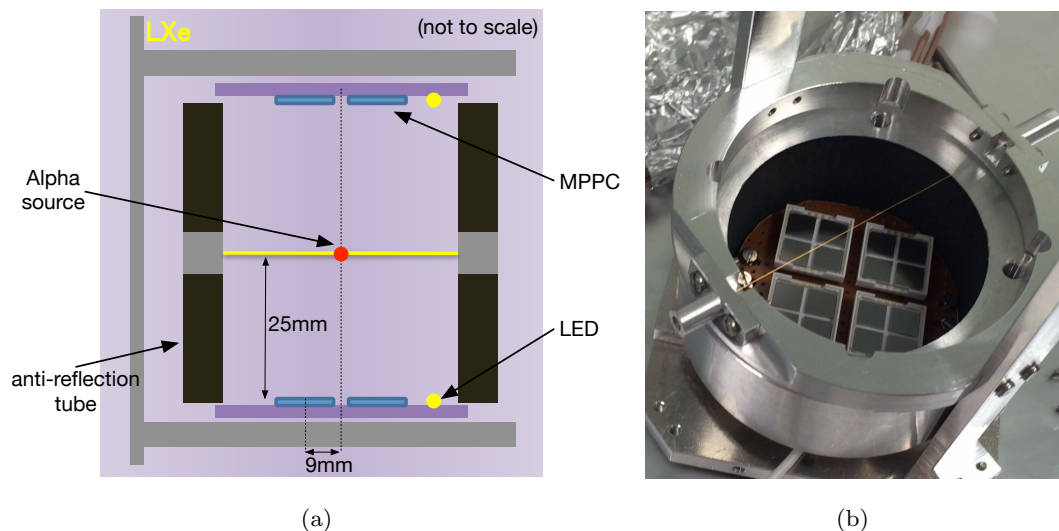 LXe
(not to scale)
MPPC
Alpha
source
25mm
LED
anti-reflection
tube
9mm
(a)
(b)